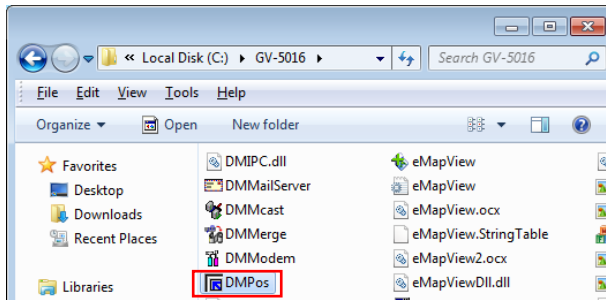 « Local Disk (C:) ▸ GV-5016 ▸ Search GV-5016
File Edit View Tools Help
Organize ▼ Open New folder
Favorites
Desktop
Downloads
Recent Places
Libraries
DMIPC.dll
DMMailServer
DMMcast
DMMerge
DMModem
DMPos
eMapView
eMapView
eMapView.ocx
eMapView.StringTable
eMapView2.ocx
eMapViewDll.dll